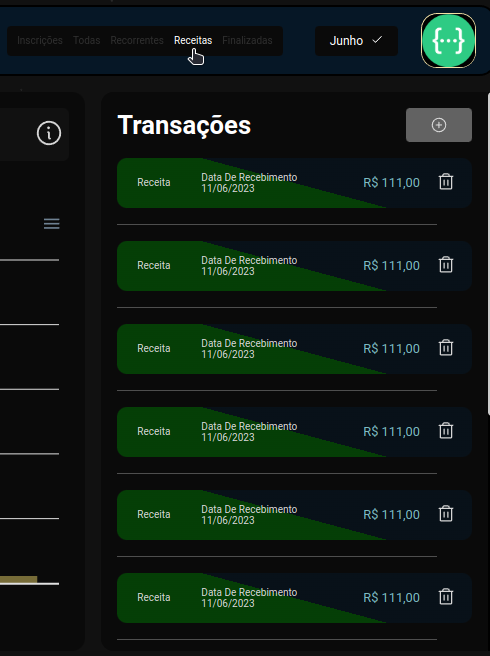 Inscrições Todas Recorrentes Receitas Finalizadas
Junho
Transações
Receita
Data De Recebimento
11/06/2023
R$ 111,00
Receita
Data De Recebimento
11/06/2023
R$ 111,00
Receita
Data De Recebimento
11/06/2023
R$ 111,00
Receita
Data De Recebimento
11/06/2023
R$ 111,00
Receita
Data De Recebimento
11/06/2023
R$ 111,00
Receita
Data De Recebimento
11/06/2023
R$ 111,00